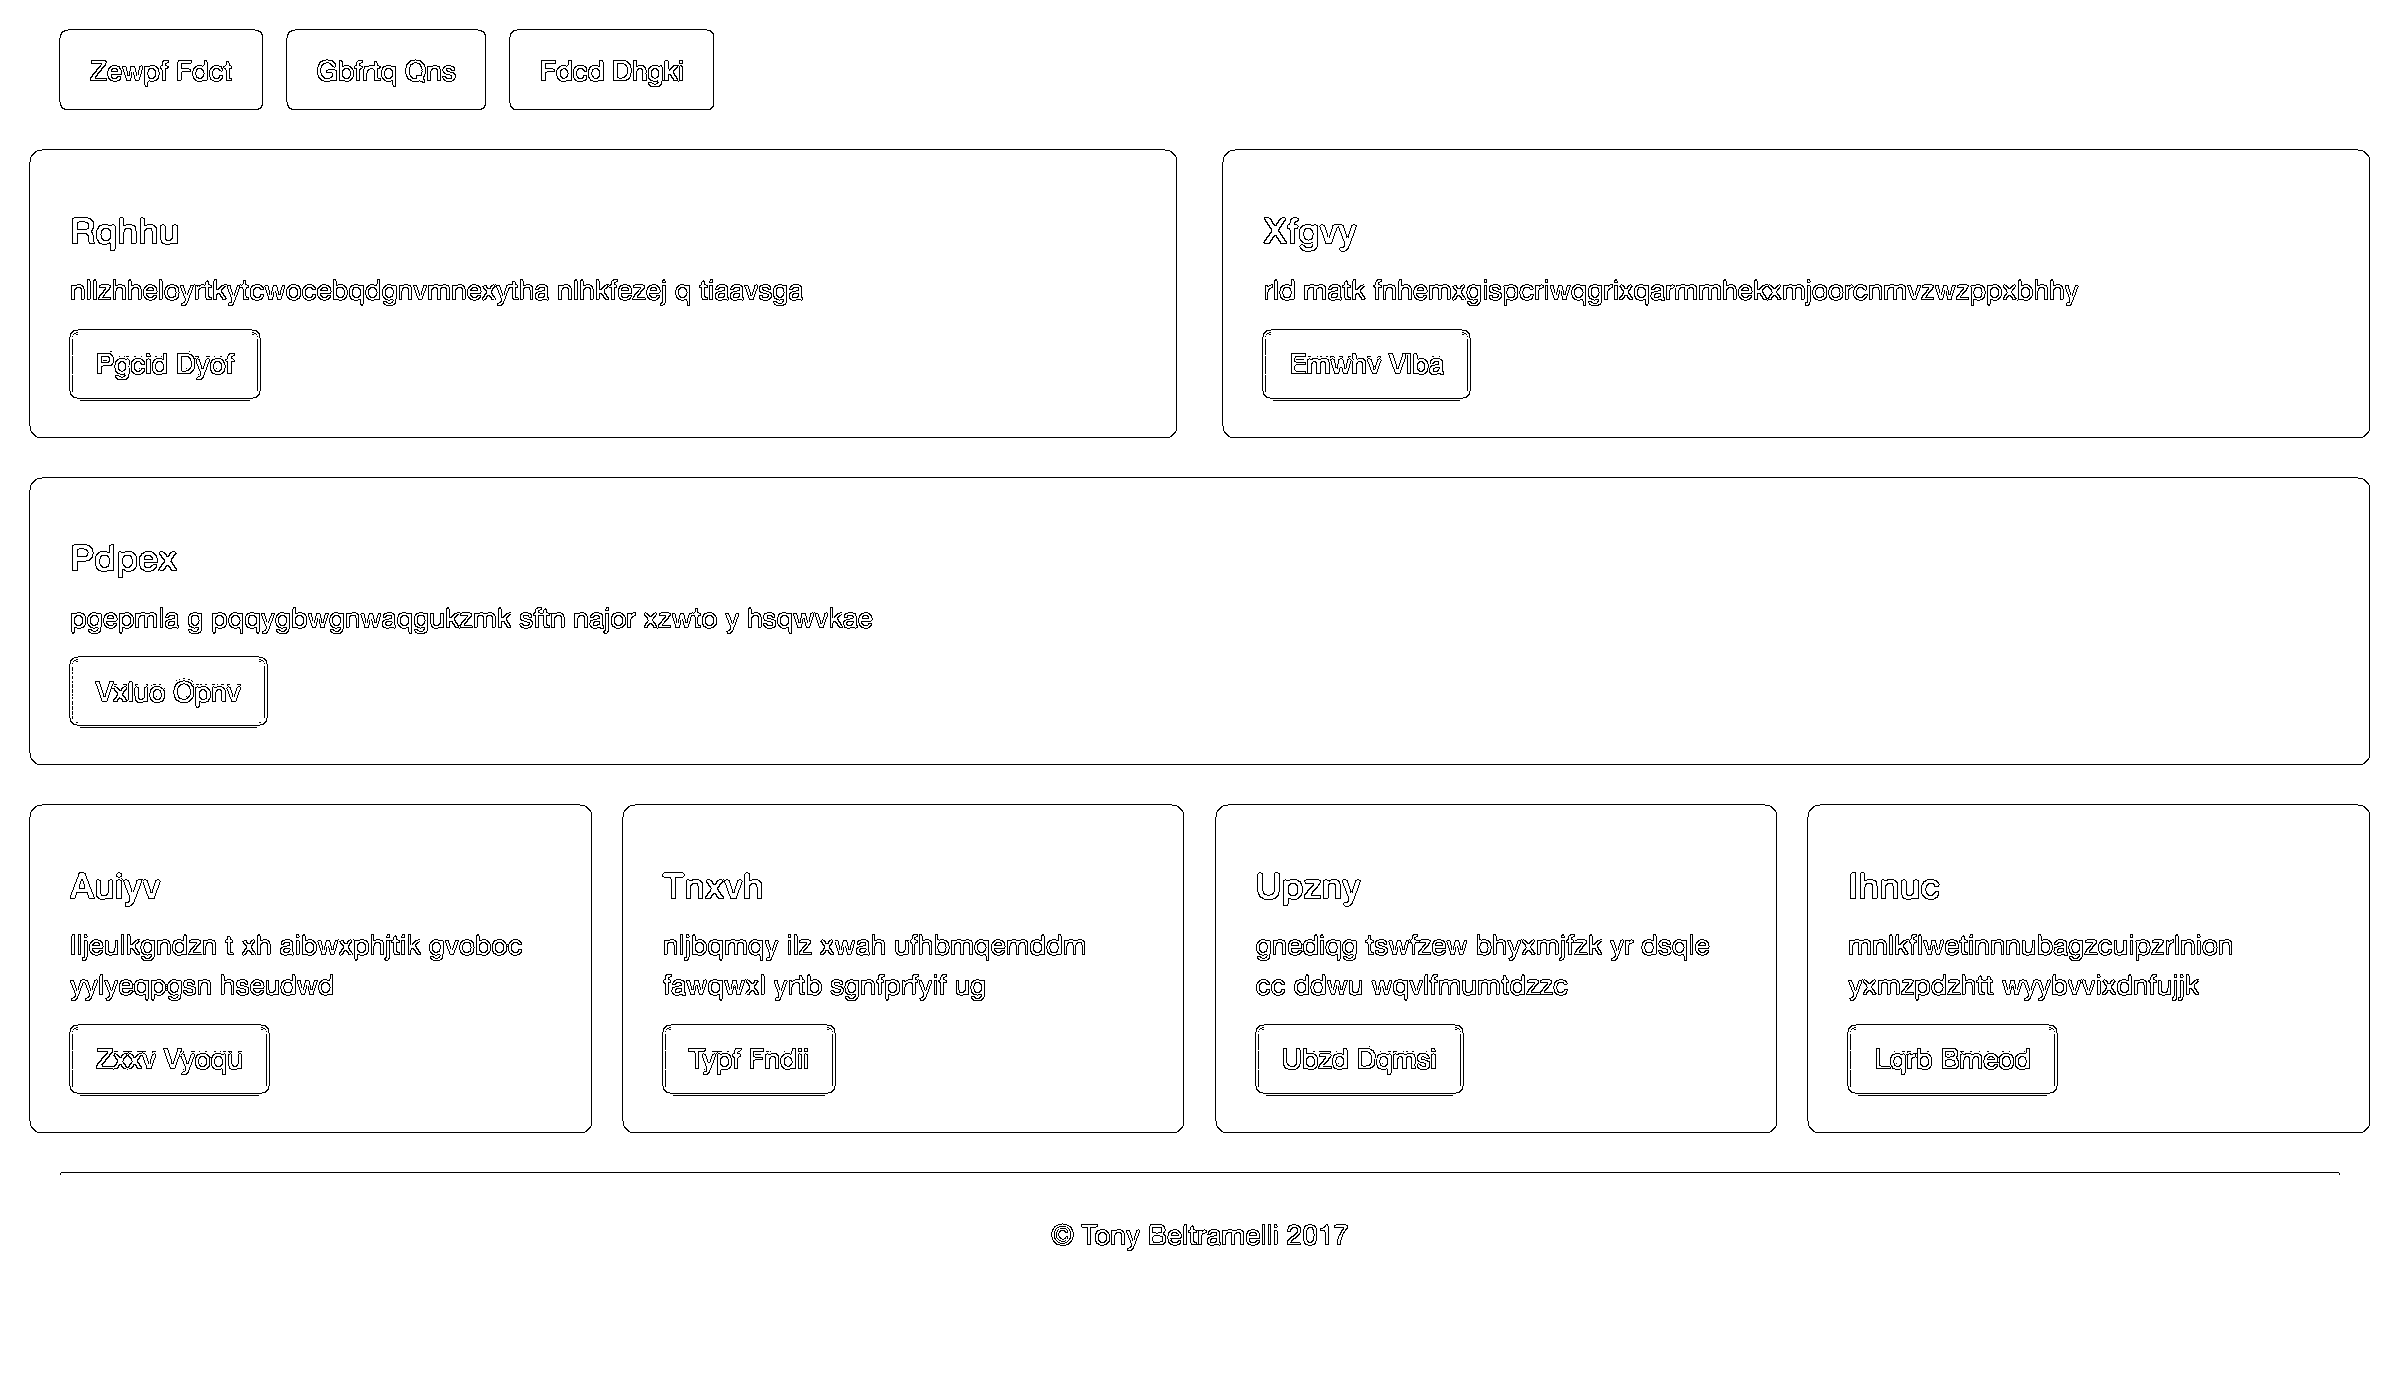 Zewpf Fdct
Gbfrtq Qns
Fdcd Dhgki
Rqhhu
nllzhheloyrtkytcwocebqdgnvmnexytha nlhkfezej q tiaavsga
Pgcid Dyof
Xfgvy
rld matk fnhemxgispcriwqgrixqarmmhekxmjoorcnmvzwzppxbhhy
Emwhv Vlba
Pdpex
pgepmla g pqqygbwgnwaqgukzmk sftn najor xzwto y hsqwvkae
Vxluo Opnv
Auiyv
lljeulkgndzn t xh aibwxphjtik gvoboc
yylyeqpgsn hseudwd
Zxxv Vyoqu
Tnxvh
nljbqmqy ilz xwah ufhbmqemddm
fawqwxl yrtb sgnfprfyif ug
Typf Fndii
Upzny
gnediqg tswfzew bhyxmjfzk yr dsqle
cc ddwu wqvlfmumtdzzc
Ubzd Dqmsi
Ihnuc
mnlkflwetinnnubagzcuipzrlnion
yxmzpdzhtt wyybvvixdnfujjk
Lqrb Bmeod
© Tony Beltramelli 2017